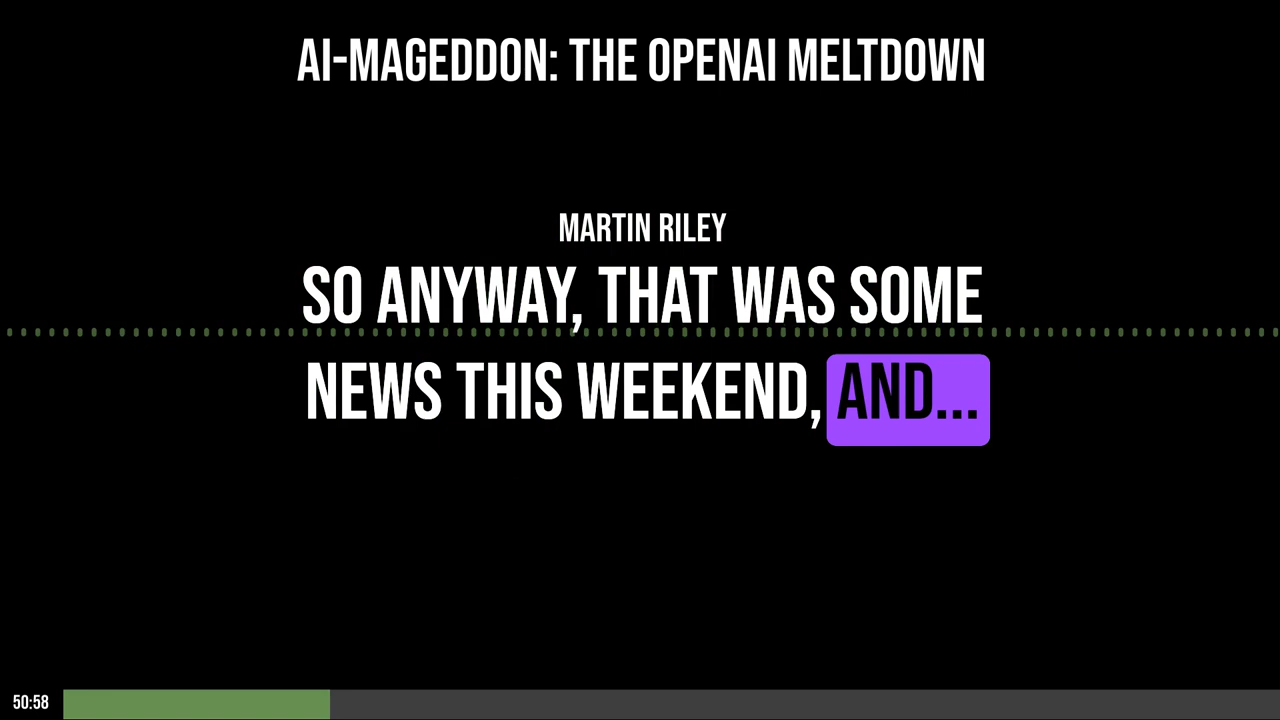 AI-MAGEDDON: THE OPENAI MELTDOWN
MARTIN RILEY
SO ANYWAY, THAT WAS SOME
NEWS THIS WEEKEND, AND...
50:58